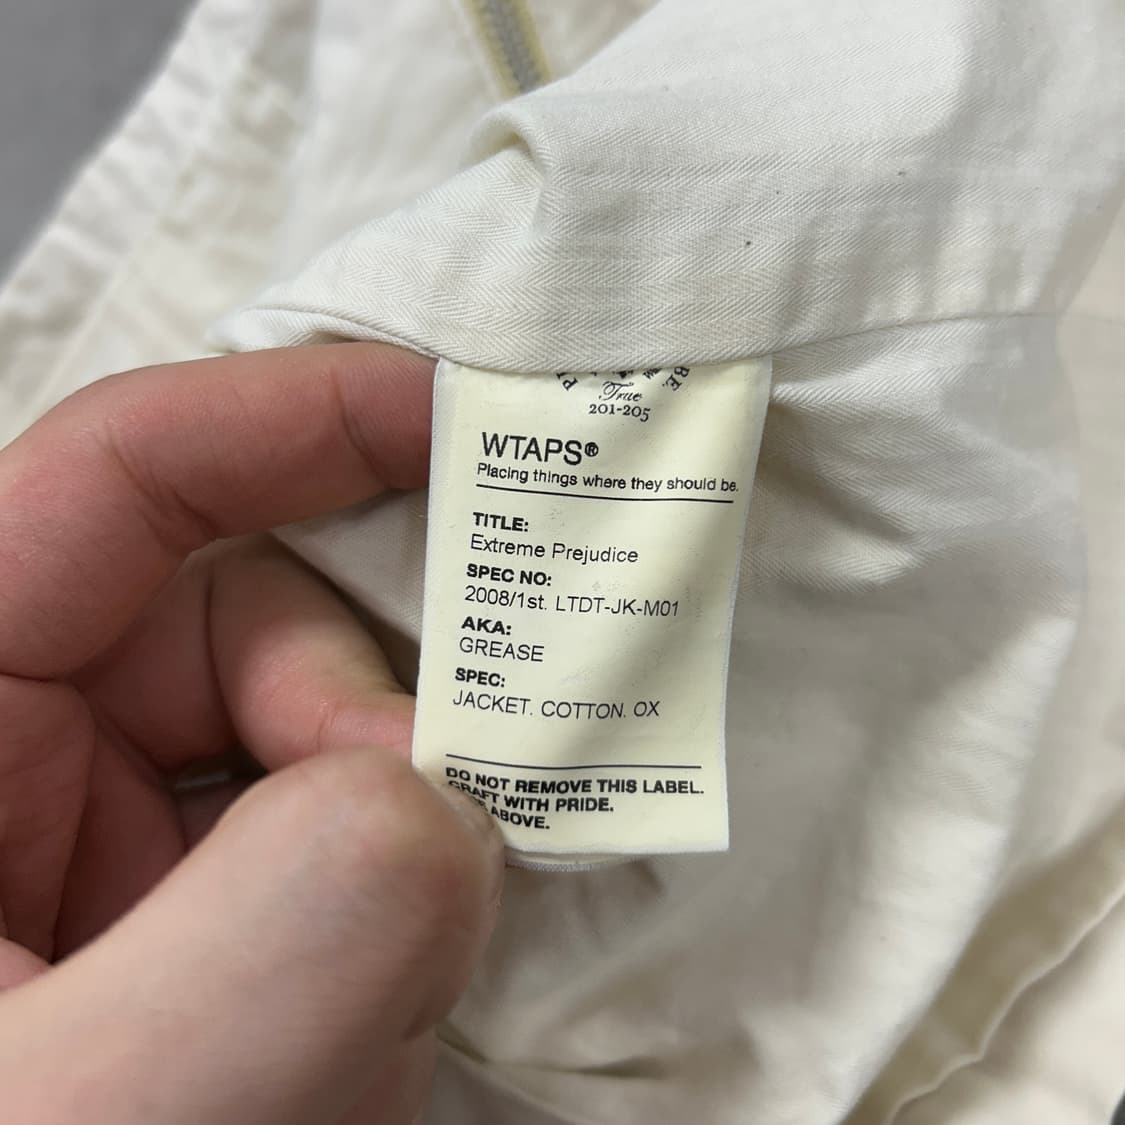 True
201-205
WTAPS®
Placing things where they should be.
TITLE:
Extreme Prejudice
SPEC NO:
2008/1st. LTDT-JK-M01
AKA:
GREASE
SPEC:
JACKET. COTTON. OX
DO NOT REMOVE THIS LABEL.
CRAFT WITH PRIDE.
ABOVE.